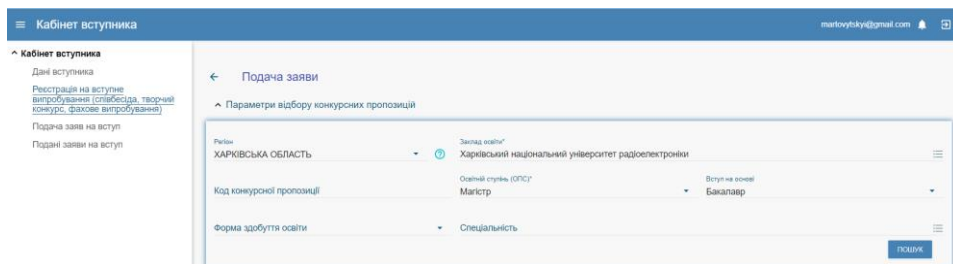 Кабінет вступника
martovytskyi@gmail.com
Кабінет вступника
Дані вступника
Реєстрація на вступне
випробування (співбесіда, творчий
конкурс, фахове випробування)
Подача заяв на вступ
Подані заяви на вступ
Подача заяви
Параметри відбору конкурсних пропозицій
Регіон
ХАРКІВСЬКА ОБЛАСТЬ
Заклад освіти*
Харківський національний університет радіоелектроніки
Код конкурсної пропозиції
Освітній ступінь (ОПС)*
Магістр
Вступ на основі
Бакалавр
Форма здобуття освіти
Спеціальність
ПОШУК